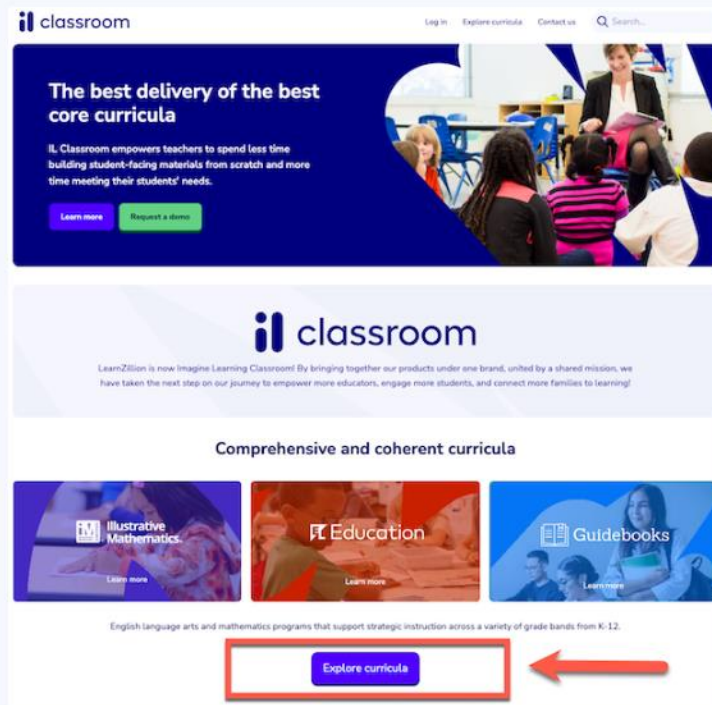 il classroom
Log in Explore curricula Contact us Search...
The best delivery of the best
core curricula
IL Classroom empowers teachers to spend less time
building student-facing materials from scratch and more
time meeting their students' needs.
Learn more Request a demo
il classroom
LearnZillion is now Imagine Learning Classroom! By bringing together our products under one brand, united by a shared mission, we
have taken the next step on our journey to empower more educators, engage more students, and connect more families to learning!
Comprehensive and coherent curricula
Illustrative
Mathematics
Learn more
Education
Learn more
Guidebooks
Learn more
English language arts and mathematics programs that support strategic instruction across a variety of grade bands from K-12.
Explore curricula